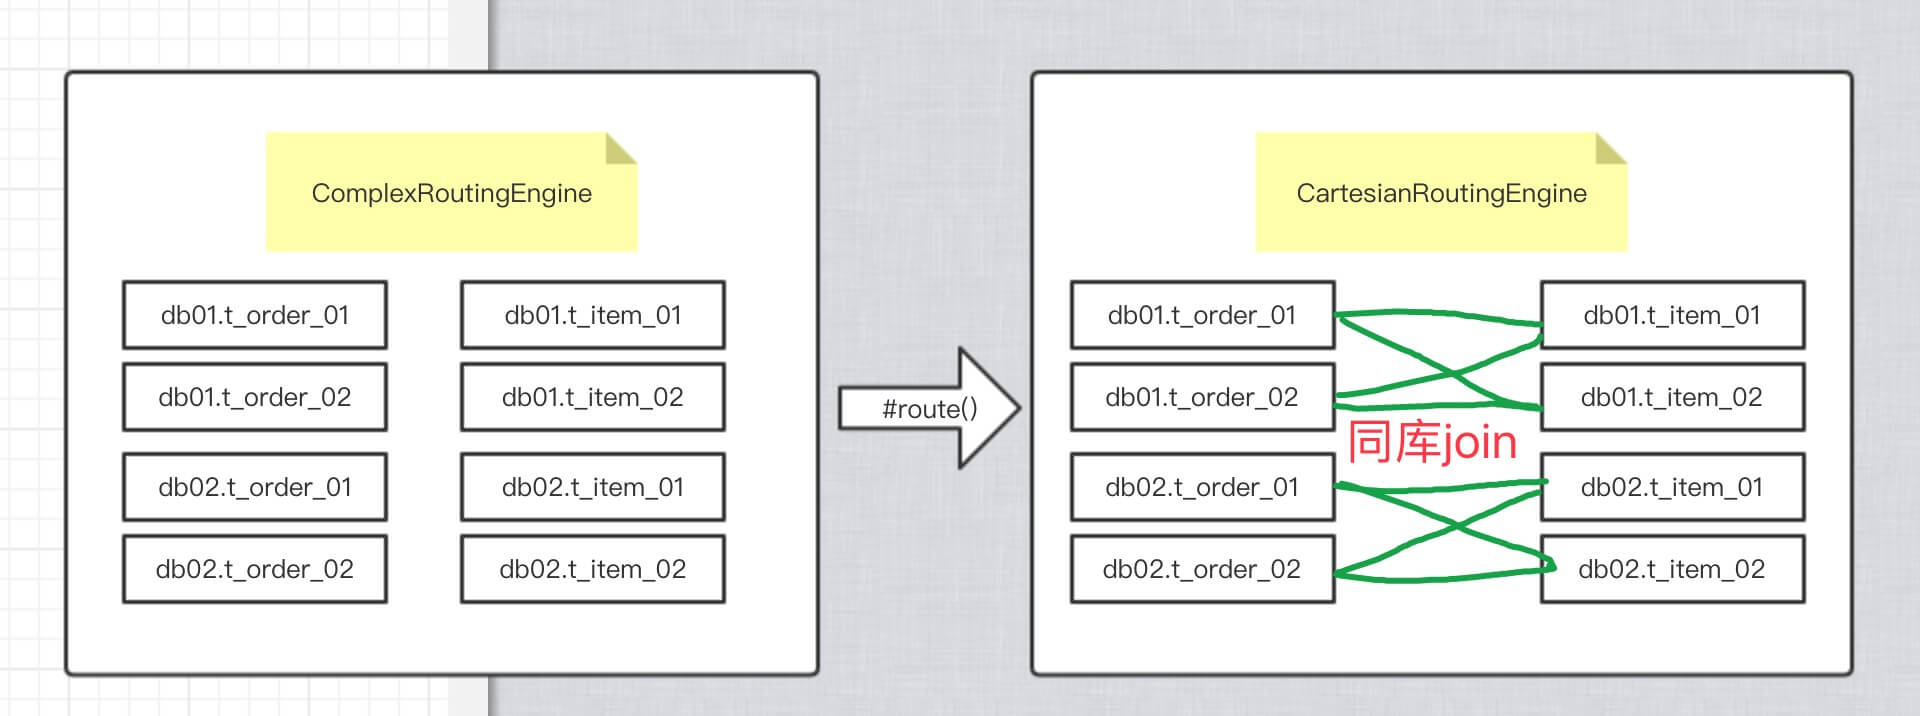 ComplexRoutingEngine
db01.t_order_01
db01.t_item_01
db01.t_order_02
db01.t_item_02
db02.t_order_01
db02.t_item_01
db02.t_order_02
db02.t_item_02
#route()
CartesianRoutingEngine
db01.t_order_01
db01.t_item_01
db01.t_order_02
db01.t_item_02
同库join
db02.t_order_01
db02.t_item_01
db02.t_order_02
db02.t_item_02